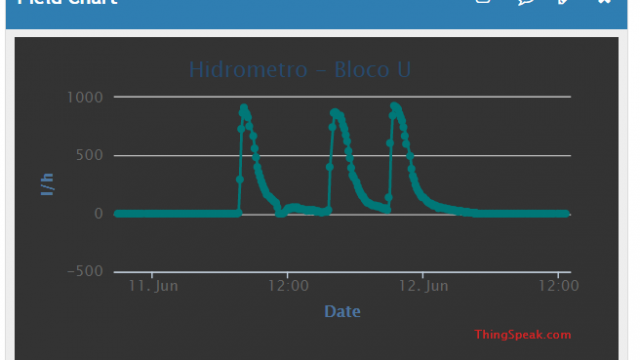 Field Chart
Hidrometro - Bloco U
1000
500
0
-500
l/h
11. Jun
12:00
12. Jun
12:00
Date
ThingSpeak.com